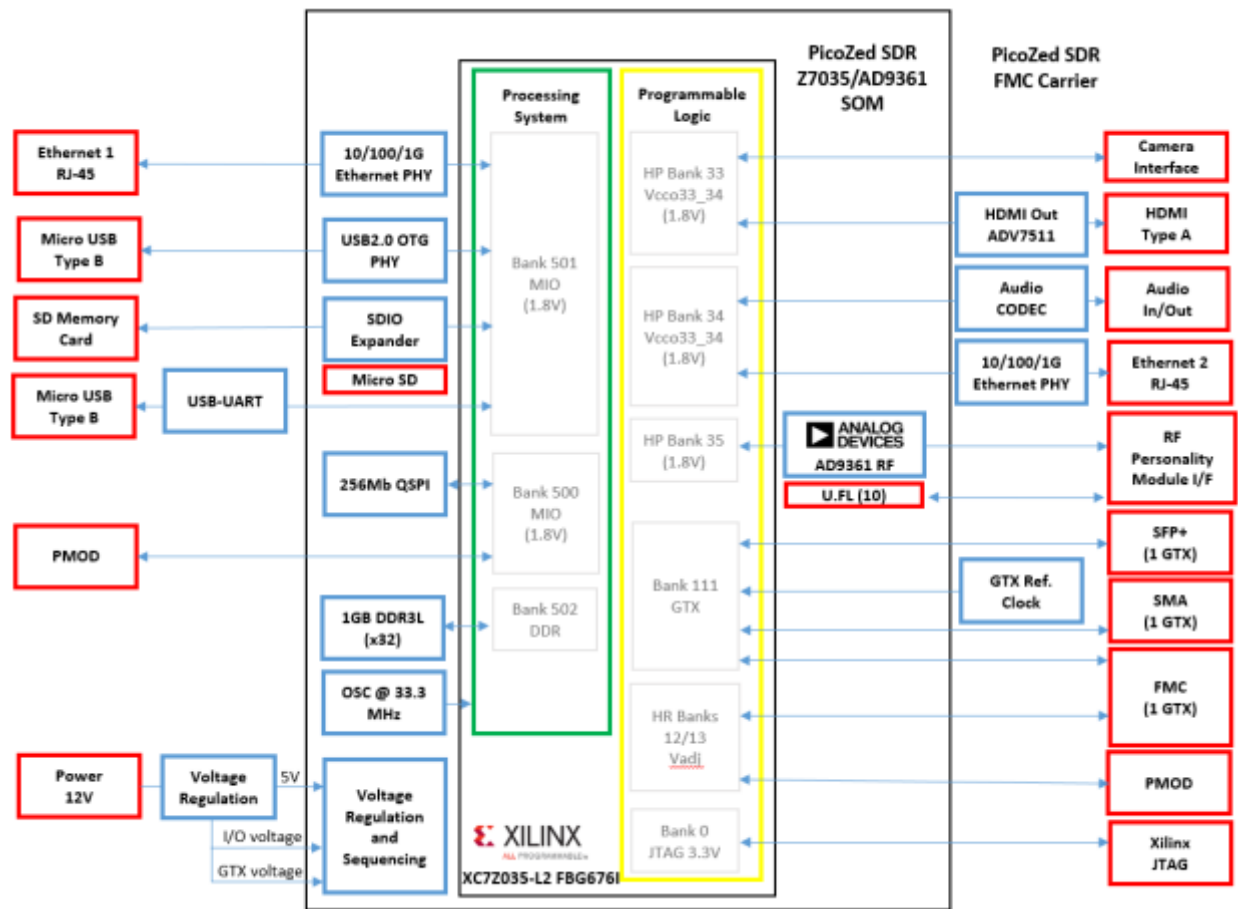 PicoZed SDR
Z7035/AD9361
SOM
PicoZed SDR
FMC Carrier
Processing
System
Programmable
Logic
Ethernet 1
RJ-45
10/100/1G
Ethernet PHY
Micro USB
Type B
USB2.0 OTG
PHY
SD Memory
Card
SDIO
Expander
Micro SD
Micro USB
Type B
USB-UART
Bank 501
MIO
(1.8V)
256Mb QSPI
Bank 500
MIO
(1.8V)
PMOD
1GB DDR3L
(x32)
Bank 502
DDR
OSC @ 33.3
MHz
Power
12V
Voltage
Regulation
5V
I/O voltage
GTX voltage
Voltage
Regulation
and
Sequencing
HP Bank 33
Vcco33_34
(1.8V)
HP Bank 34
Vcco33_34
(1.8V)
HP Bank 35
(1.8V)
Bank 111
GTX
HR Banks
12/13
Vadj
Bank 0
JTAG 3.3V
XILINX
ALL PROGRAMMABLE™
XC7Z035-L2 FBG676I
Camera
Interface
HDMI Out
ADV7511
HDMI
Type A
Audio
CODEC
Audio
In/Out
10/100/1G
Ethernet PHY
Ethernet 2
RJ-45
ANALOG
DEVICES
AD9361 RF
U.FL (10)
RF
Personality
Module I/F
SFP+
(1 GTX)
GTX Ref.
Clock
SMA
(1 GTX)
FMC
(1 GTX)
PMOD
Xilinx
JTAG